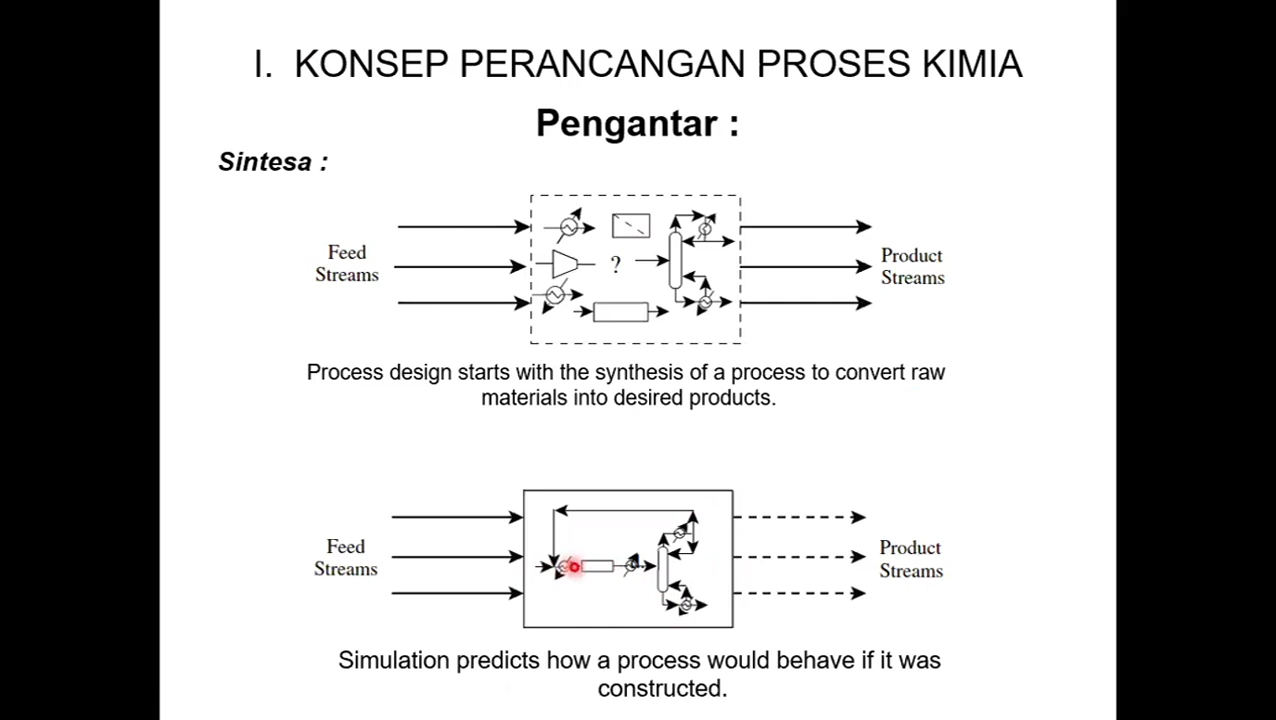 I. KONSEP PERANCANGAN PROSES KIMIA
Pengantar :
Sintesa :
Feed
Streams
?
Product
Streams
Process design starts with the synthesis of a process to convert raw
materials into desired products.
Feed
Streams
Product
Streams
Simulation predicts how a process would behave if it was
constructed.